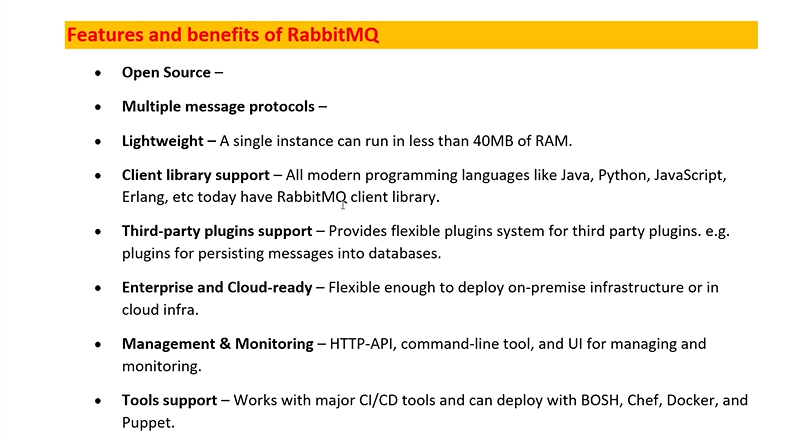 Features and benefits of RabbitMQ
• Open Source –
• Multiple message protocols –
• Lightweight – A single instance can run in less than 40MB of RAM.
• Client library support – All modern programming languages like Java, Python, JavaScript,
Erlang, etc today have RabbitMQ client library.
• Third-party plugins support – Provides flexible plugins system for third party plugins. e.g.
plugins for persisting messages into databases.
• Enterprise and Cloud-ready – Flexible enough to deploy on-premise infrastructure or in
cloud infra.
• Management & Monitoring – HTTP-API, command-line tool, and UI for managing and
monitoring.
• Tools support – Works with major CI/CD tools and can deploy with BOSH, Chef, Docker, and
Puppet.